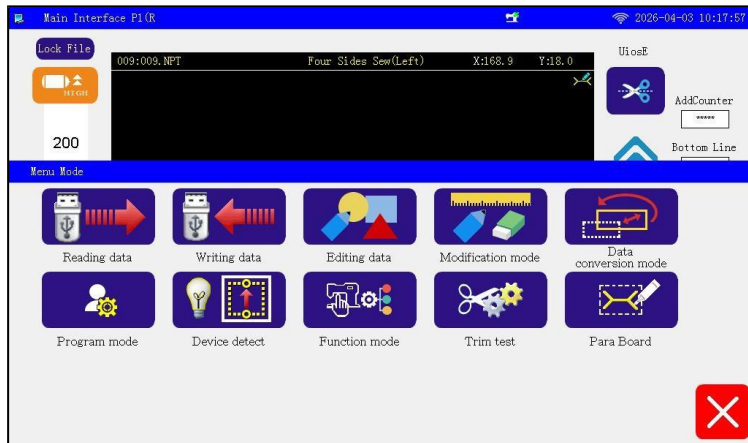 Main Interface P1(R
2026-04-03 10:17:57
Lock File
HIGH
200
009:009.NPT Four Sides Sew(Left) X:168.9 Y:18.0
UiosE
AddCounter
*****
Bottom Line
Menu Mode
Reading data
Writing data
Editing data
Modification mode
Data
conversion mode
Program mode
Device detect
Function mode
Trim test
Para Board